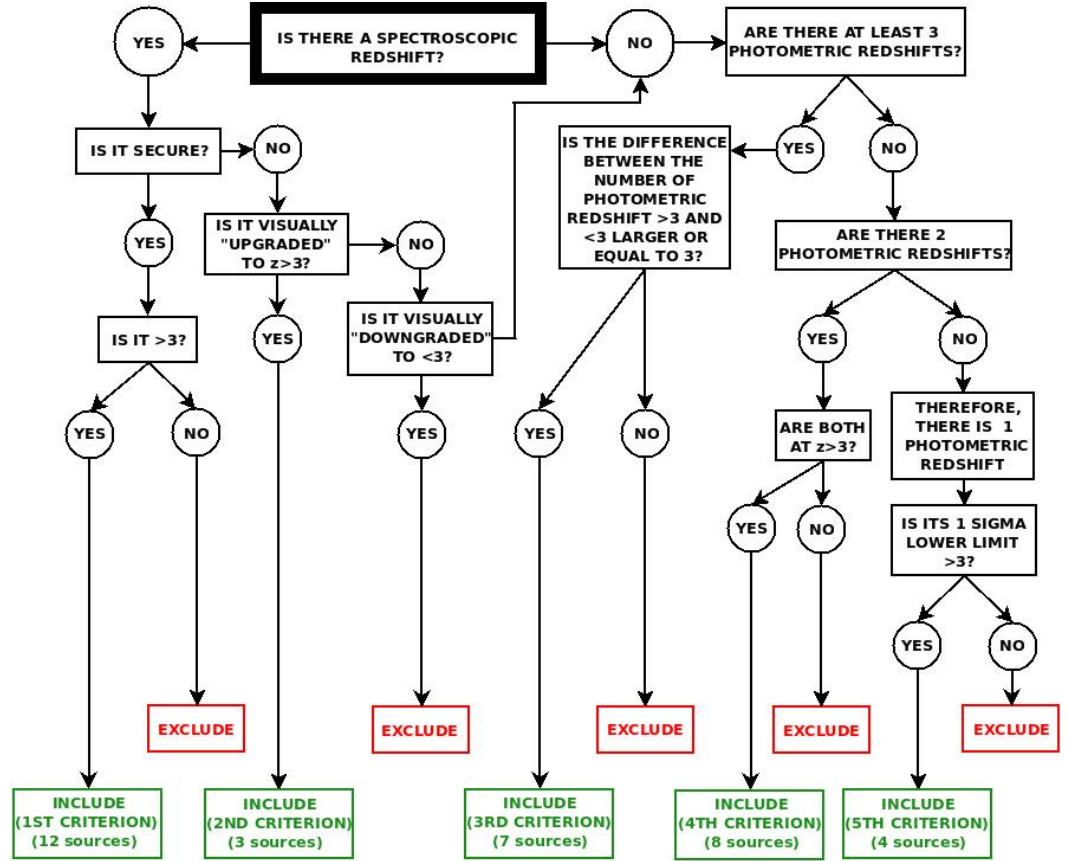 YES
IS THERE A SPECTROSCOPIC
REDSHIFT?
NO
ARE THERE AT LEAST 3
PHOTOMETRIC REDSHIFTS?
IS IT SECURE?
NO
IS THE DIFFERENCE
BETWEEN THE
NUMBER OF
PHOTOMETRIC
REDSHIFT >3 AND
<3 LARGER OR
EQUAL TO 3?
YES
NO
YES
IS IT VISUALLY
"UPGRADED"
TO z>3?
NO
ARE THERE 2
PHOTOMETRIC REDSHIFTS?
IS IT >3?
YES
IS IT VISUALLY
"DOWNGRADED"
TO <3?
YES
NO
YES
NO
YES
YES
NO
ARE BOTH
AT z>3?
THEREFORE,
THERE IS 1
PHOTOMETRIC
REDSHIFT
YES
NO
IS ITS 1 SIGMA
LOWER LIMIT
>3?
YES
NO
EXCLUDE
EXCLUDE
EXCLUDE
EXCLUDE
EXCLUDE
INCLUDE
(1ST CRITERION)
(12 sources)
INCLUDE
(2ND CRITERION)
(3 sources)
INCLUDE
(3RD CRITERION)
(7 sources)
INCLUDE
(4TH CRITERION)
(8 sources)
INCLUDE
(5TH CRITERION)
(4 sources)